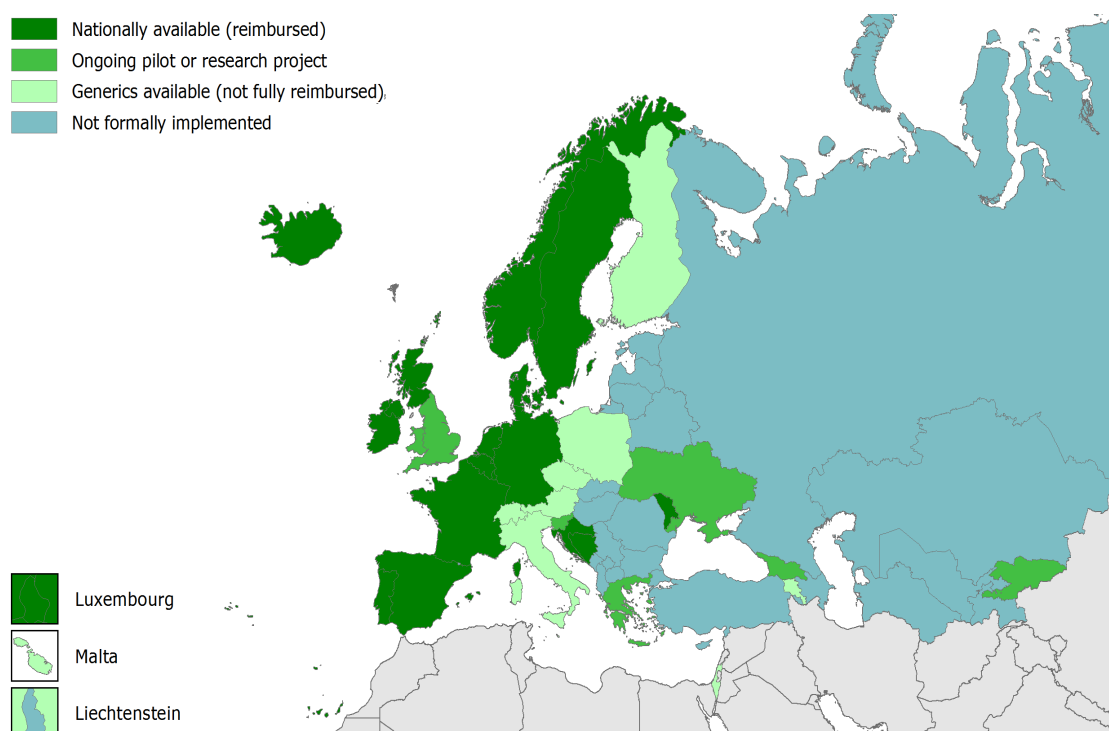 Nationally available (reimbursed)
Ongoing pilot or research project
Generics available (not fully reimbursed)
Not formally implemented
Luxembourg
Malta
Liechtenstein